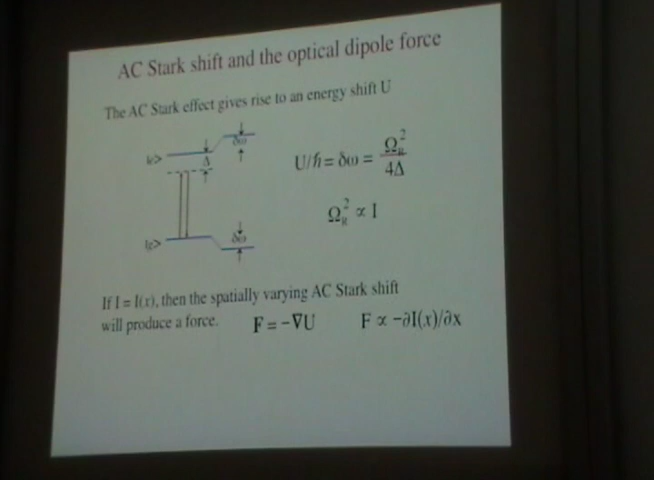 AC Stark shift and the optical dipole force
The AC Stark effect gives rise to an energy shift U
|e>
Δ
δω
U/ħ = δω = Ω_R²/4Δ
Ω_R² ∝ I
|g>
δω
If I = I(x), then the spatially varying AC Stark shift
will produce a force. F = −∇U F ∝ −∂I(x)/∂x